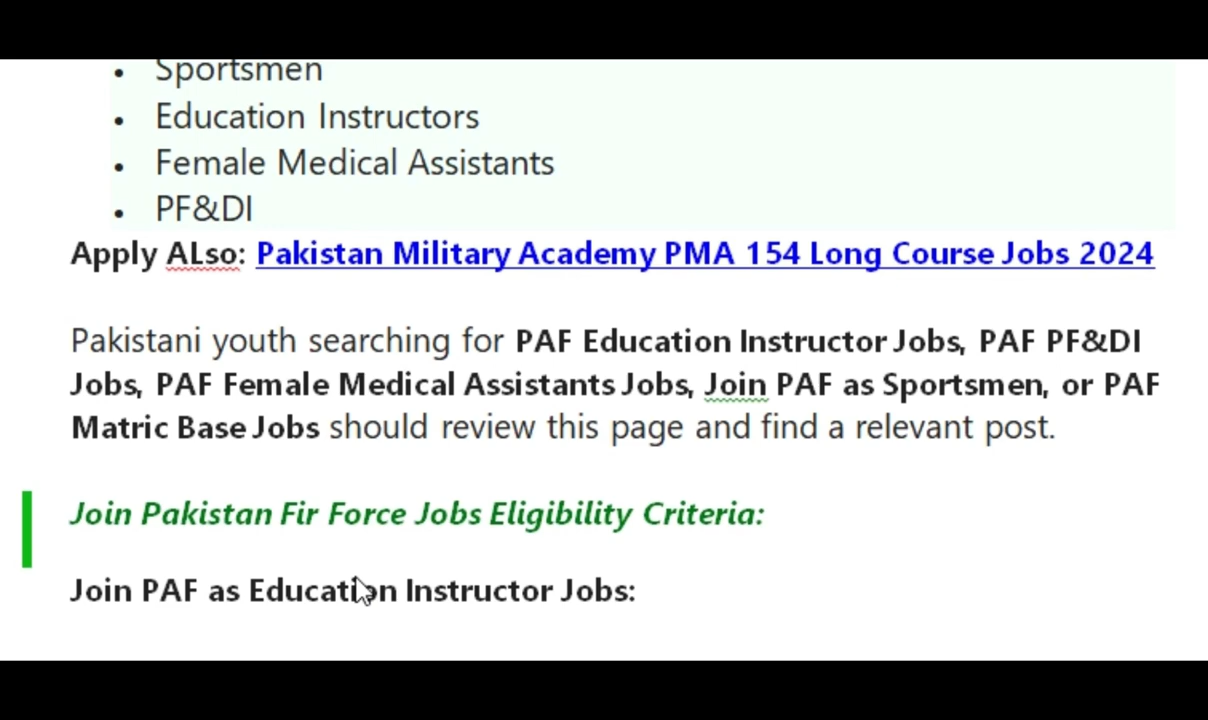 Sportsmen
Education Instructors
Female Medical Assistants
PF&DI
Apply ALso: Pakistan Military Academy PMA 154 Long Course Jobs 2024
Pakistani youth searching for PAF Education Instructor Jobs, PAF PF&DI
Jobs, PAF Female Medical Assistants Jobs, Join PAF as Sportsmen, or PAF
Matric Base Jobs should review this page and find a relevant post.
Join Pakistan Fir Force Jobs Eligibility Criteria:
Join PAF as Education Instructor Jobs: